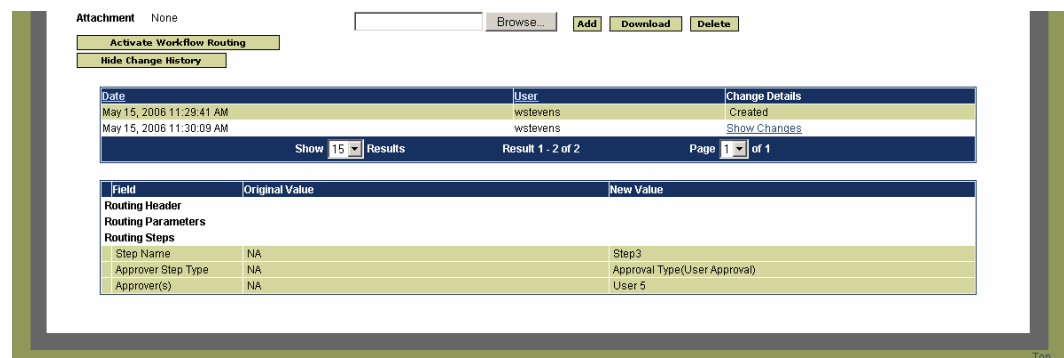 Attachment None Browse... Add Download Delete
Activate Workflow Routing
Hide Change History
Date User Change Details
May 15, 2006 11:29:41 AM wstevens Created
May 15, 2006 11:30:09 AM wstevens Show Changes
Show 15 Results Result 1 - 2 of 2 Page 1 of 1
Field Original Value New Value
Routing Header
Routing Parameters
Routing Steps
Step Name NA Step3
Approver Step Type NA Approval Type(User Approval)
Approver(s) NA User 5
Top